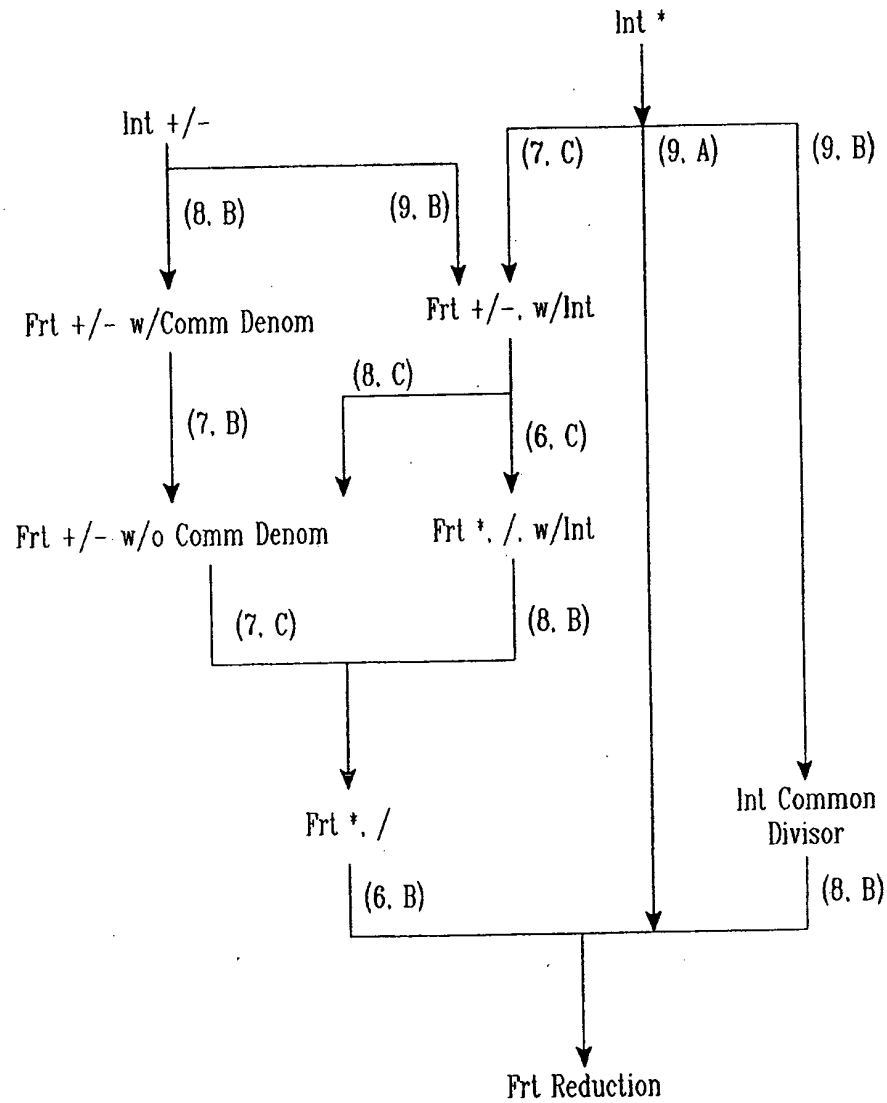 Int *
Int +/-
(7, C)
(9, A)
(9, B)
(8, B)
(9, B)
Frt +/- w/Comm Denom
Frt +/-, w/Int
(8, C)
(7, B)
(6, C)
Frt +/- w/o Comm Denom
Frt *, /, w/Int
(7, C)
(8, B)
Int Common
Divisor
Frt *, /
(6, B)
(8, B)
Frt Reduction